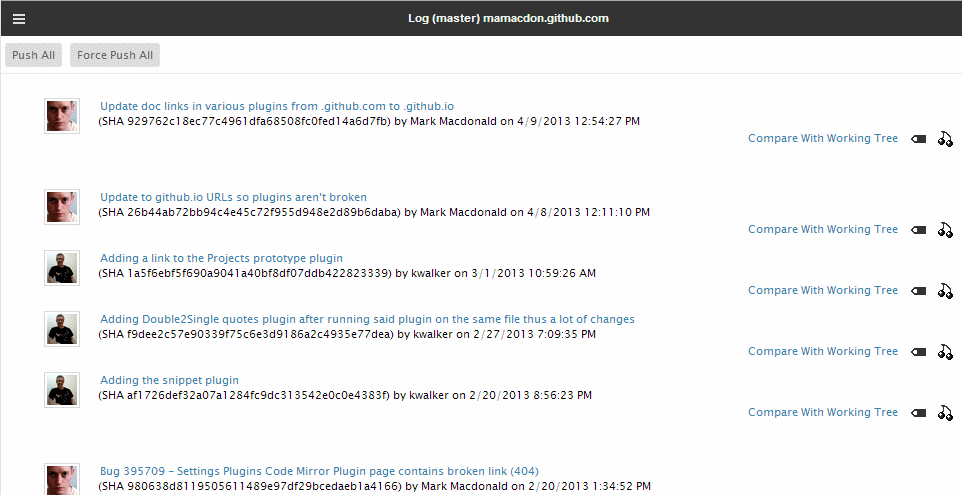 Log (master) mamacdon.github.com
Push All Force Push All
Update doc links in various plugins from .github.com to .github.io
(SHA 929762c18ec77c4961dfa68508fc0fed14a6d7fb) by Mark Macdonald on 4/9/2013 12:54:27 PM
Compare With Working Tree
Update to github.io URLs so plugins aren't broken
(SHA 26b44ab72bb94c4e45c72f955d948e2d89b6daba) by Mark Macdonald on 4/8/2013 12:11:10 PM
Compare With Working Tree
Adding a link to the Projects prototype plugin
(SHA 1a5f6ebf5f690a9041a40bf8df07ddb422823339) by kwalker on 3/1/2013 10:59:26 AM
Compare With Working Tree
Adding Double2Single quotes plugin after running said plugin on the same file thus a lot of changes
(SHA f9dee2c57e90339f75c6e3d9186a2c4935e77dea) by kwalker on 2/27/2013 7:09:35 PM
Compare With Working Tree
Adding the snippet plugin
(SHA af1726def32a07a1284fc9dc313542e0c0e4383f) by kwalker on 2/20/2013 8:56:23 PM
Compare With Working Tree
Bug 395709 – Settings Plugins Code Mirror Plugin page contains broken link (404)
(SHA 980638d8119505611489e97df29bcedaeb1a4166) by Mark Macdonald on 2/20/2013 1:34:52 PM